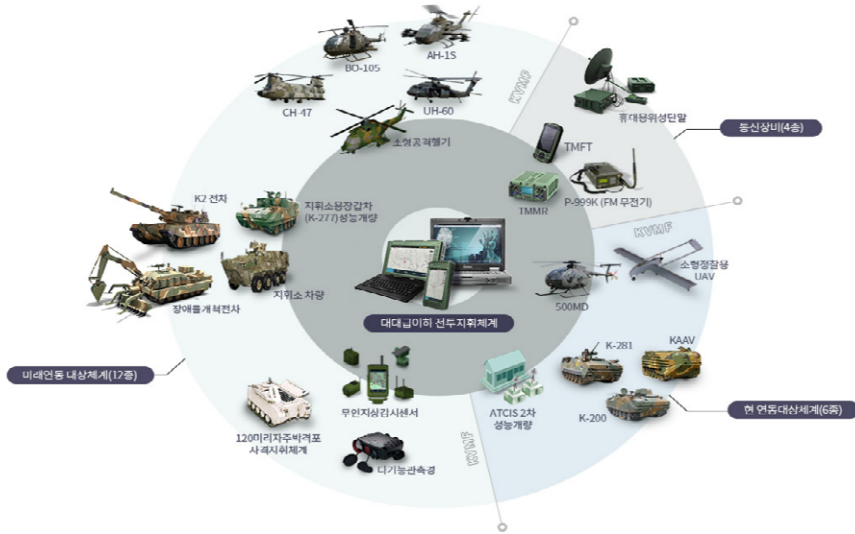 BO-105
AH-1S
CH-47
UH-60
소형공격헬기
KVMF
휴대용위성단말
통신장비(4종)
TMFT
P-999K (FM 무전기)
TMMR
K2 전차
지휘소용장갑차
(K-277)성능개량
장애물개척전차
지휘소 차량
대대급이하 전투지휘체계
KVMF
소형정찰용
UAV
500MD
미래연동 대상체계(12종)
K-281
KAAV
K-200
현 연동대상체계(6종)
무인지상감시센서
ATCIS 2차
성능개량
120미리자주박격포
사격지휘체계
다기능관측경
KVMF